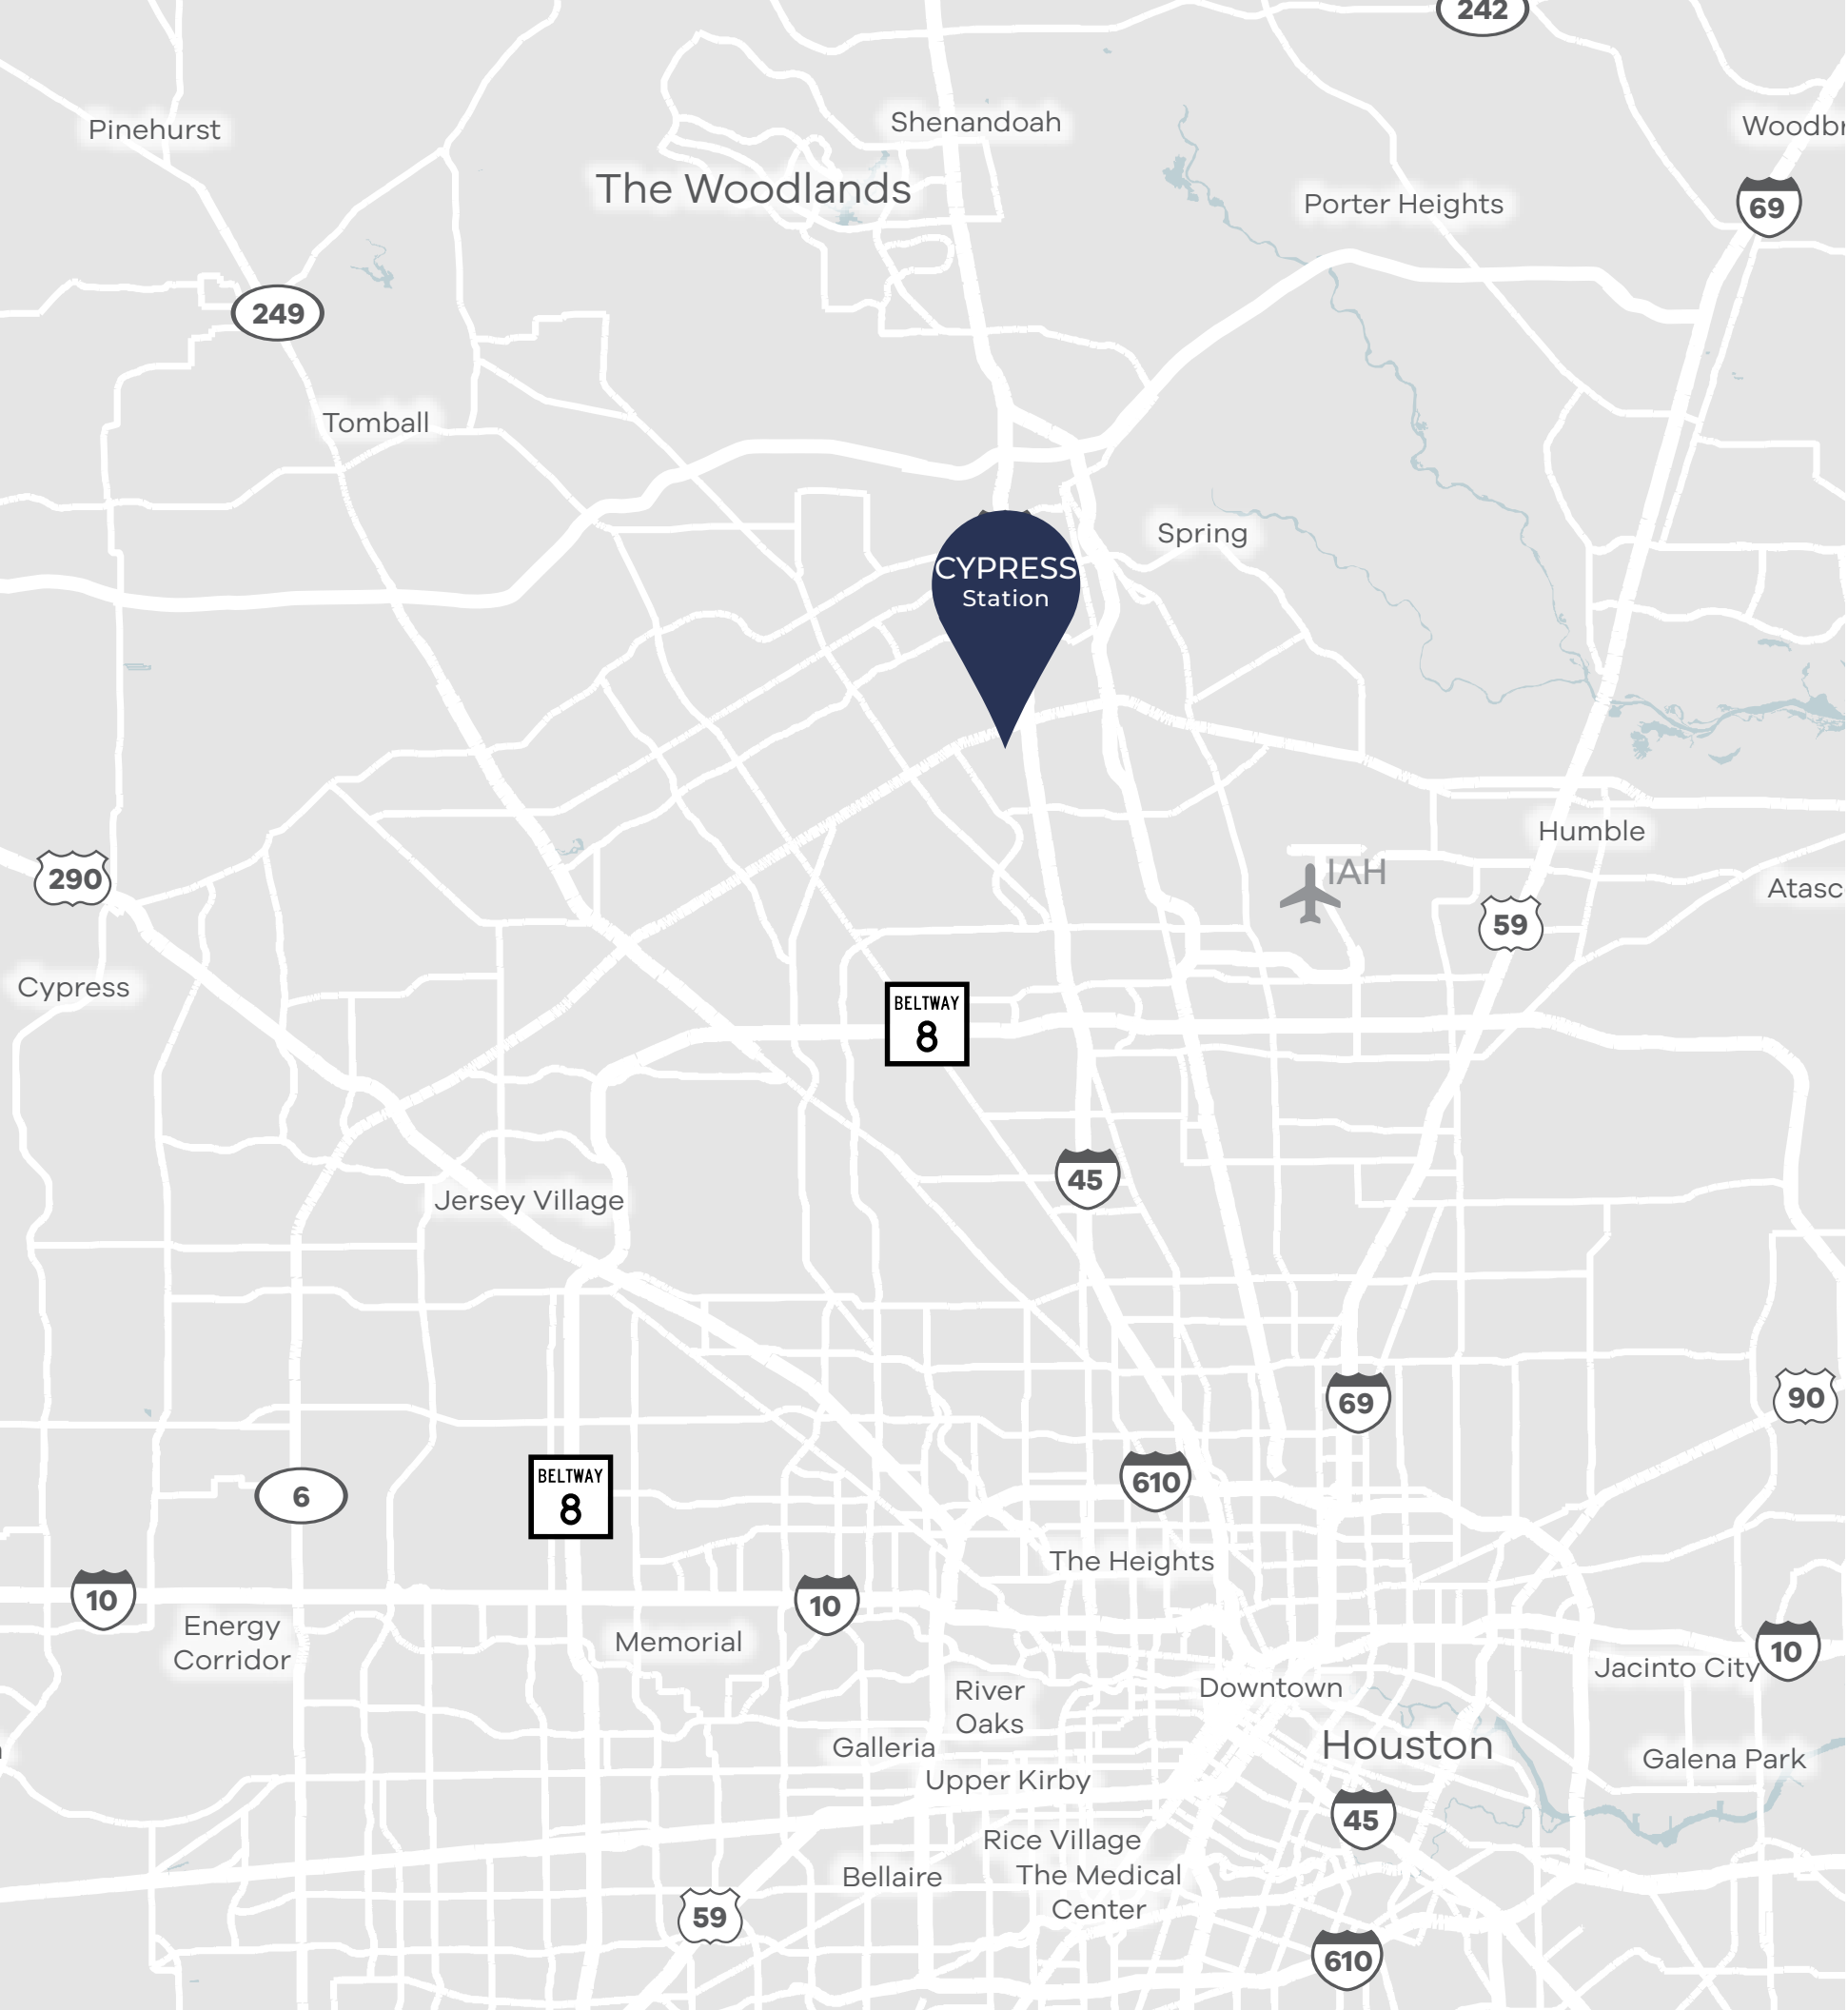 242
Pinehurst
Shenandoah
Woodbr
The Woodlands
Porter Heights
69
249
Tomball
Spring
CYPRESS
Station
Humble
IAH
290
Atasc
59
Cypress
BELTWAY
8
45
Jersey Village
69
90
610
6
BELTWAY
8
The Heights
10
10
Energy
Corridor
Memorial
10
Jacinto City
River
Oaks
Downtown
Galleria
Houston
Galena Park
Upper Kirby
45
Rice Village
Bellaire
The Medical
Center
59
610